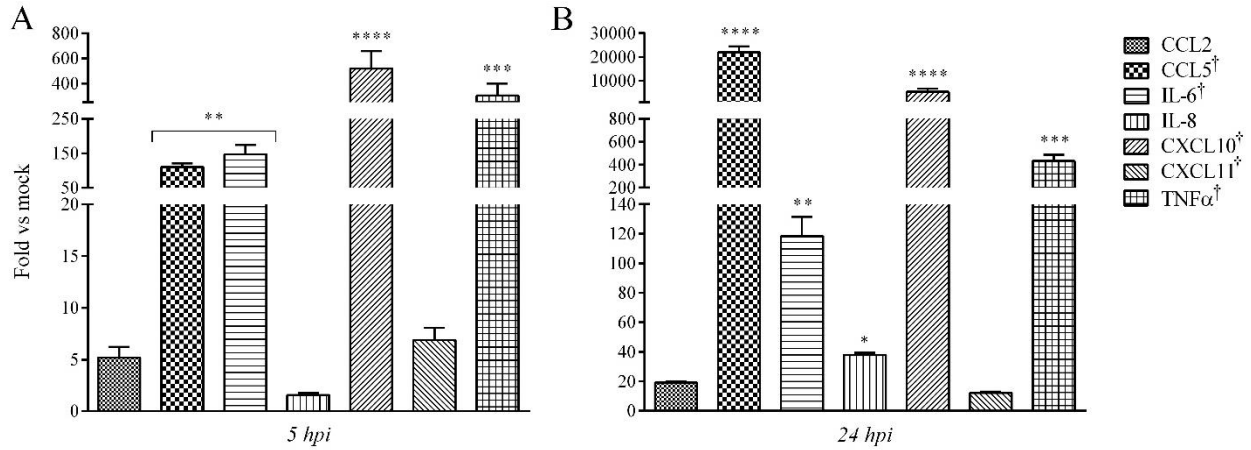 A
Fold vs mock
800
600
400
250
150
50
20
15
10
5
0
**
****
***
5 hpi
B
30000
20000
10000
600
400
200
140
120
100
80
60
40
20
0
****
**
*
****
***
24 hpi
CCL2
CCL5†
IL-6†
IL-8
CXCL10†
CXCL11†
TNFα†